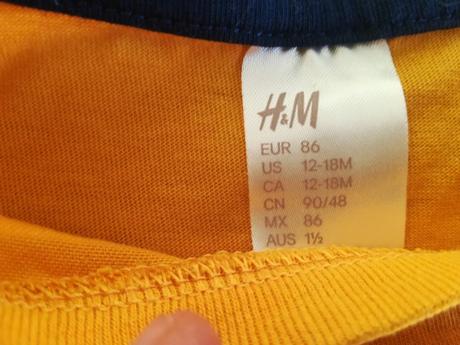 H&M
EUR 86
US 12-18M
CA 12-18M
CN 90/48
MX 86
AUS 1½